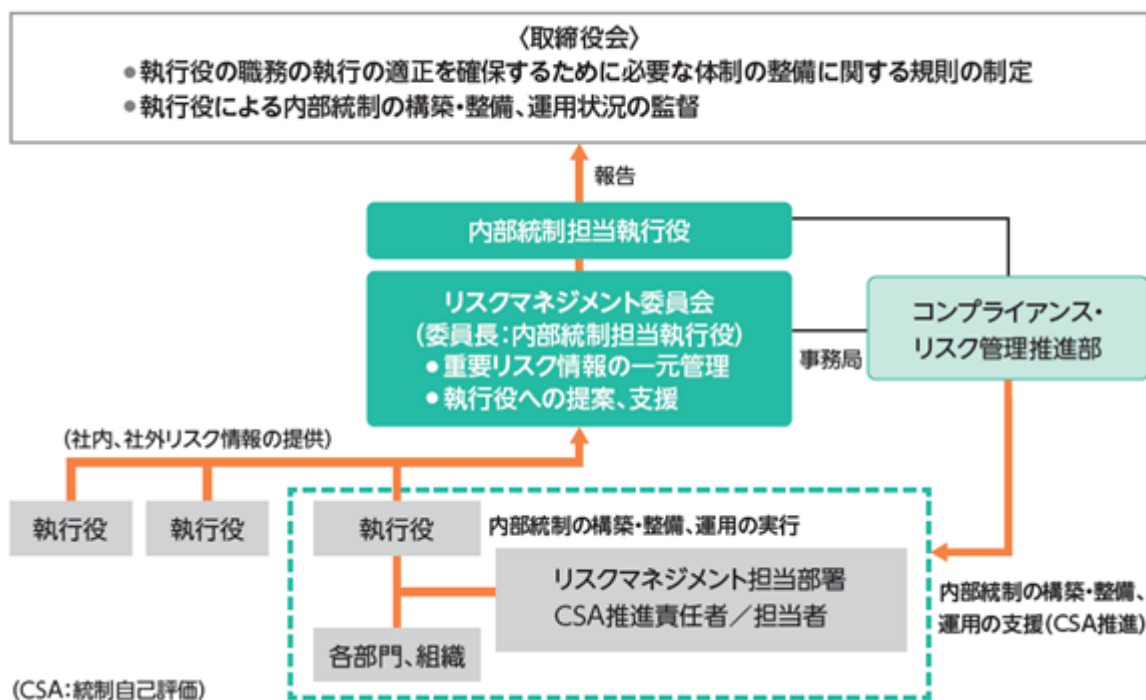 〈取締役会〉
●執行役の職務の執行の適正を確保するために必要な体制の整備に関する規則の制定
●執行役による内部統制の構築・整備、運用状況の監督
報告
内部統制担当執行役
リスクマネジメント委員会
(委員長:内部統制担当執行役)
●重要リスク情報の一元管理
●執行役への提案、支援
事務局
コンプライアンス・
リスク管理推進部
(社内、社外リスク情報の提供)
執行役
執行役
執行役
内部統制の構築・整備、運用の実行
リスクマネジメント担当部署
CSA推進責任者／担当者
各部門、組織
内部統制の構築・整備、
運用の支援(CSA推進)
(CSA:統制自己評価)